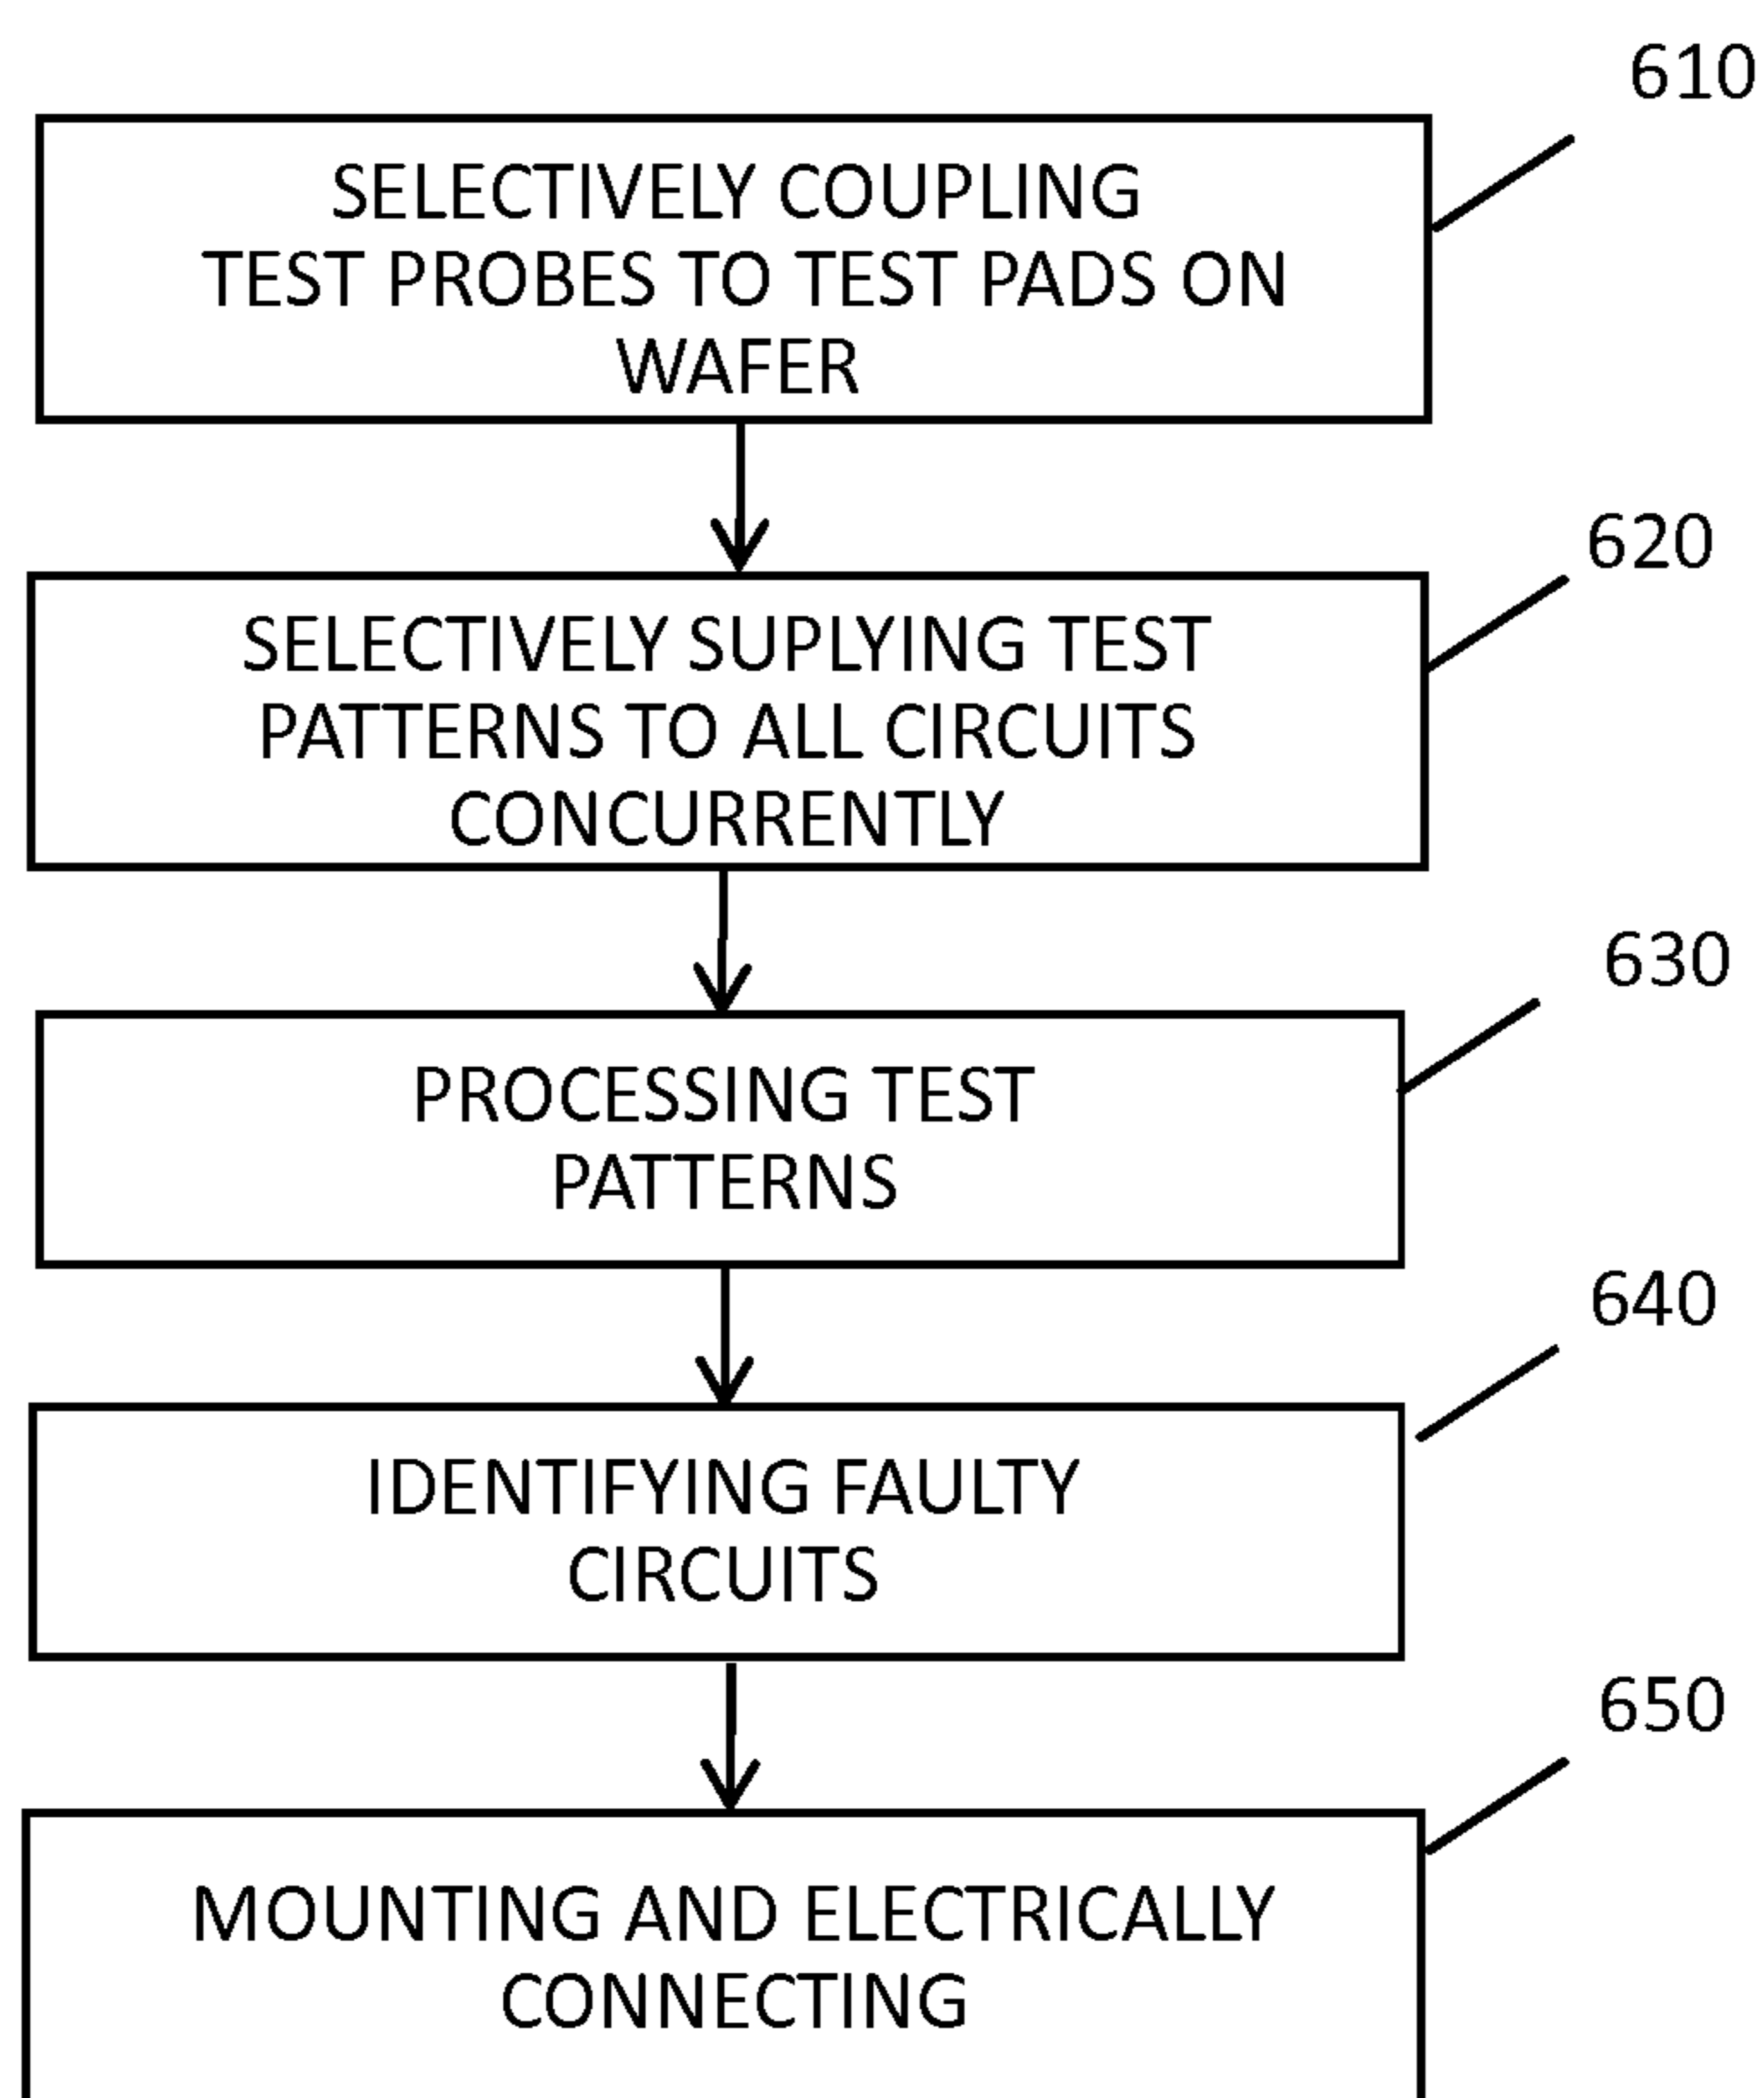 610
SELECTIVELY COUPLING
TEST PROBES TO TEST PADS ON
WAFER
620
SELECTIVELY SUPLYING TEST
PATTERNS TO ALL CIRCUITS
CONCURRENTLY
630
PROCESSING TEST
PATTERNS
640
IDENTIFYING FAULTY
CIRCUITS
650
MOUNTING AND ELECTRICALLY
CONNECTING